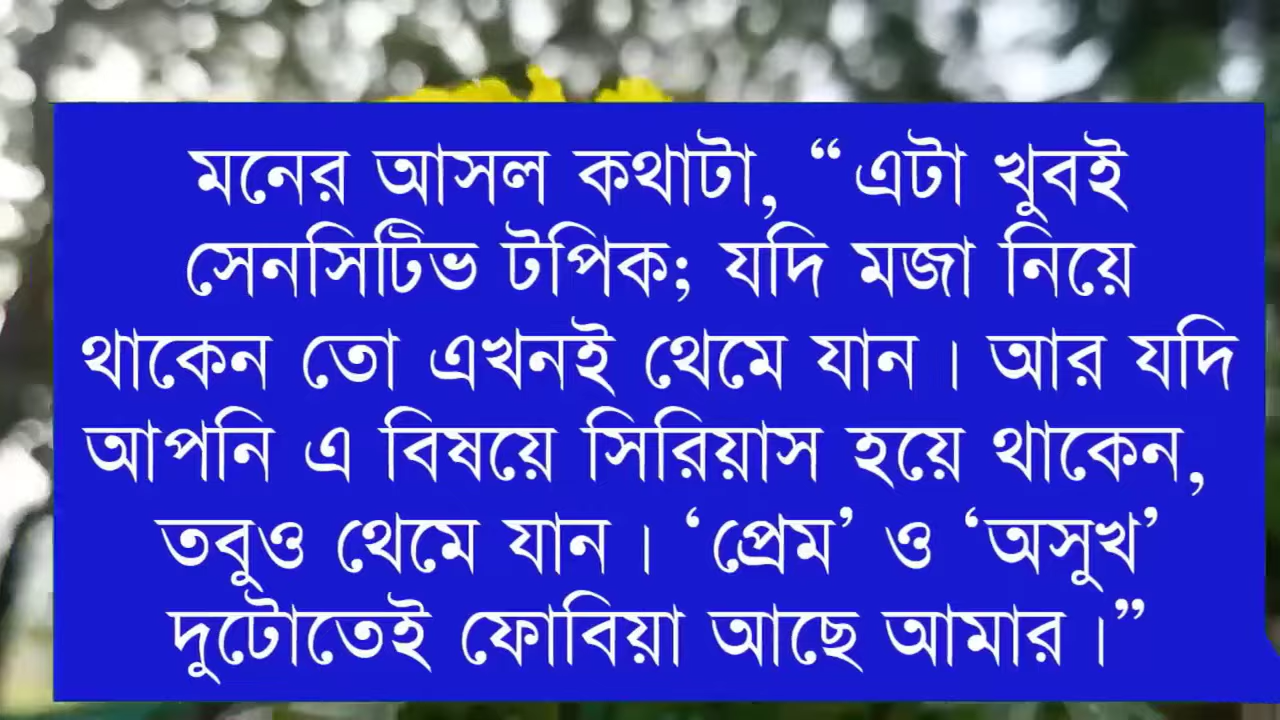 মনের আসল কথাটা, “এটা খুবই
সেনসিটিভ টপিক; যদি মজা নিয়ে
থাকেন তো এখনই থেমে যান। আর যদি
আপনি এ বিষয়ে সিরিয়াস হয়ে থাকেন,
তবুও থেমে যান। ‘প্রেম’ ও ‘অসুখ’
দুটোতেই ফোবিয়া আছে আমার।”